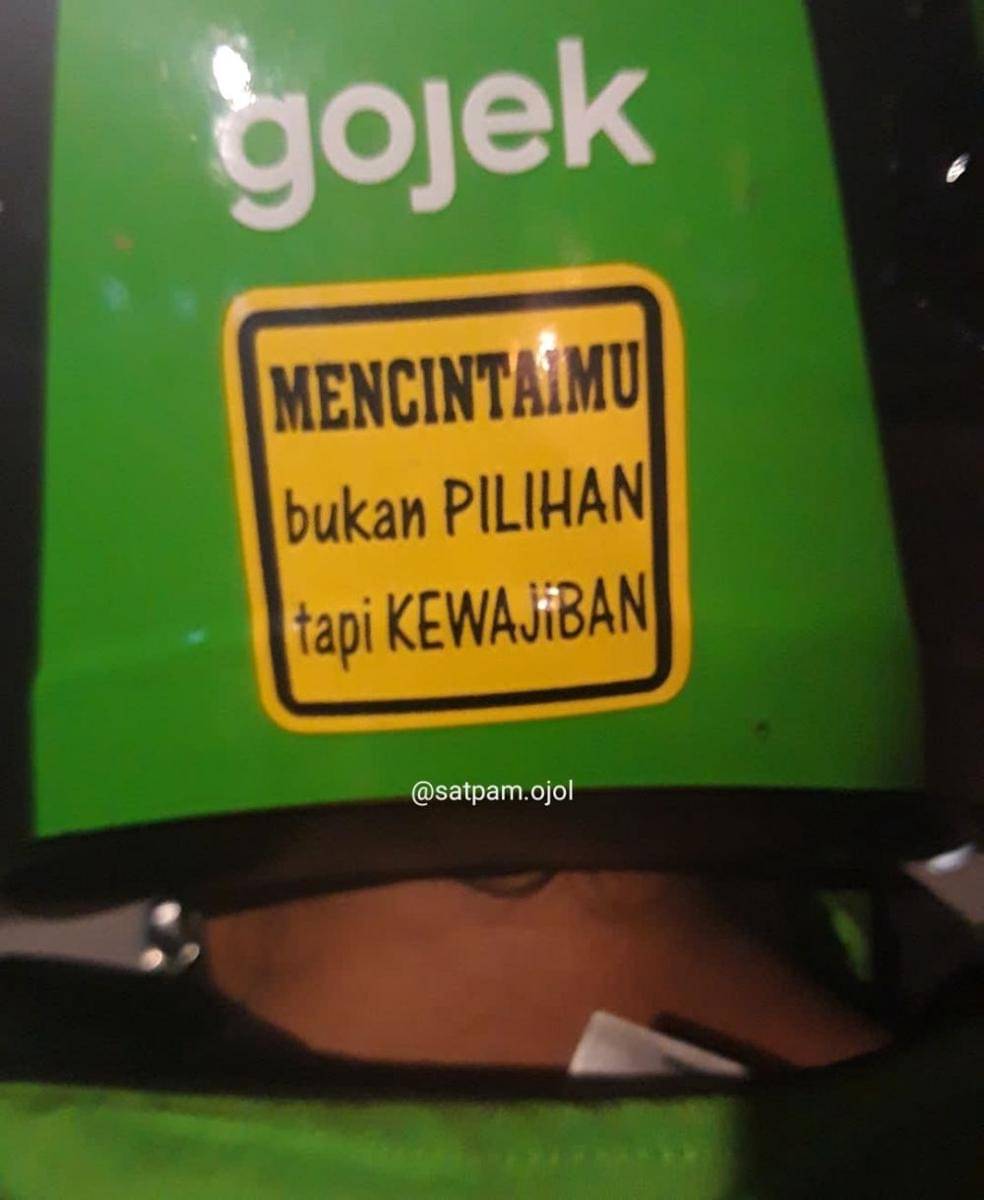 gojek
MENCINTAIMU
bukan PILIHAN
tapi KEWAJIBAN
@satpam.ojol